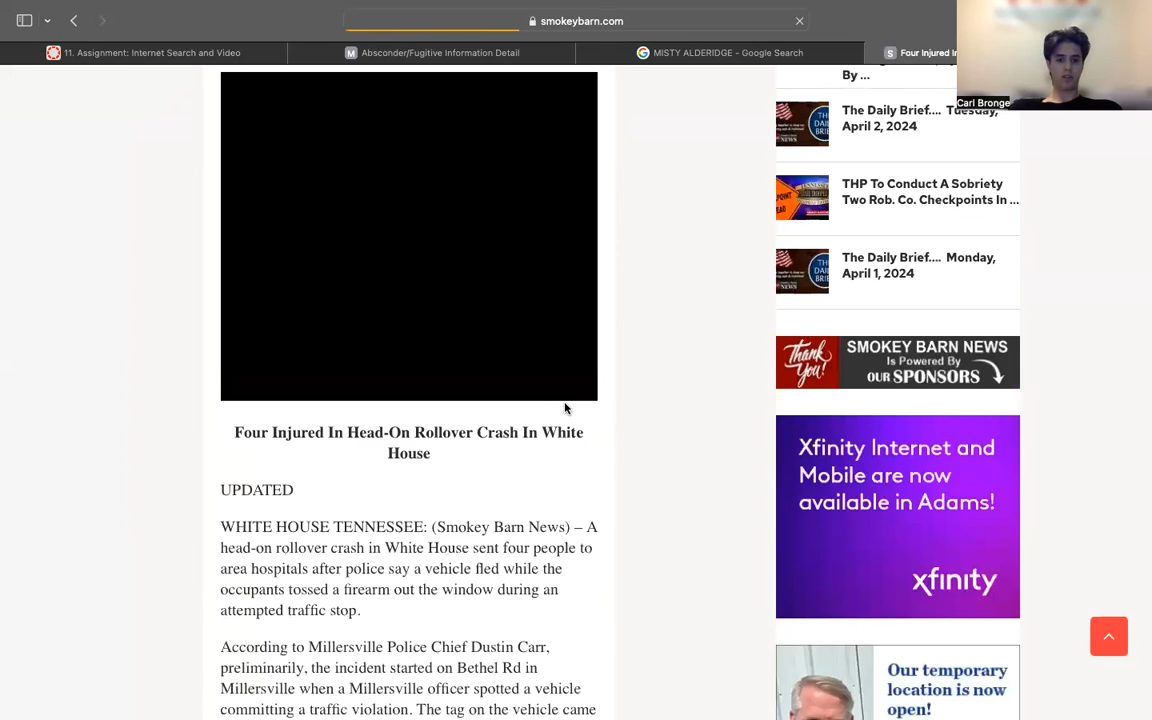 smokeybarn.com
11. Assignment: Internet Search and Video
M Absconder/Fugitive Information Detail
MISTY ALDERIDGE - Google Search
S Four Injured In
Carl Bronge
By ...
The Daily Brief.... Tuesday,
April 2, 2024
THP To Conduct A Sobriety
Two Rob. Co. Checkpoints In ...
The Daily Brief.... Monday,
April 1, 2024
Thank You!
SMOKEY BARN NEWS
Is Powered By
OUR SPONSORS
Xfinity Internet and
Mobile are now
available in Adams!
xfinity
Our temporary
location is now
open!
Four Injured In Head-On Rollover Crash In White
House
UPDATED
WHITE HOUSE TENNESSEE: (Smokey Barn News) – A
head-on rollover crash in White House sent four people to
area hospitals after police say a vehicle fled while the
occupants tossed a firearm out the window during an
attempted traffic stop.
According to Millersville Police Chief Dustin Carr,
preliminarily, the incident started on Bethel Rd in
Millersville when a Millersville officer spotted a vehicle
committing a traffic violation. The tag on the vehicle came